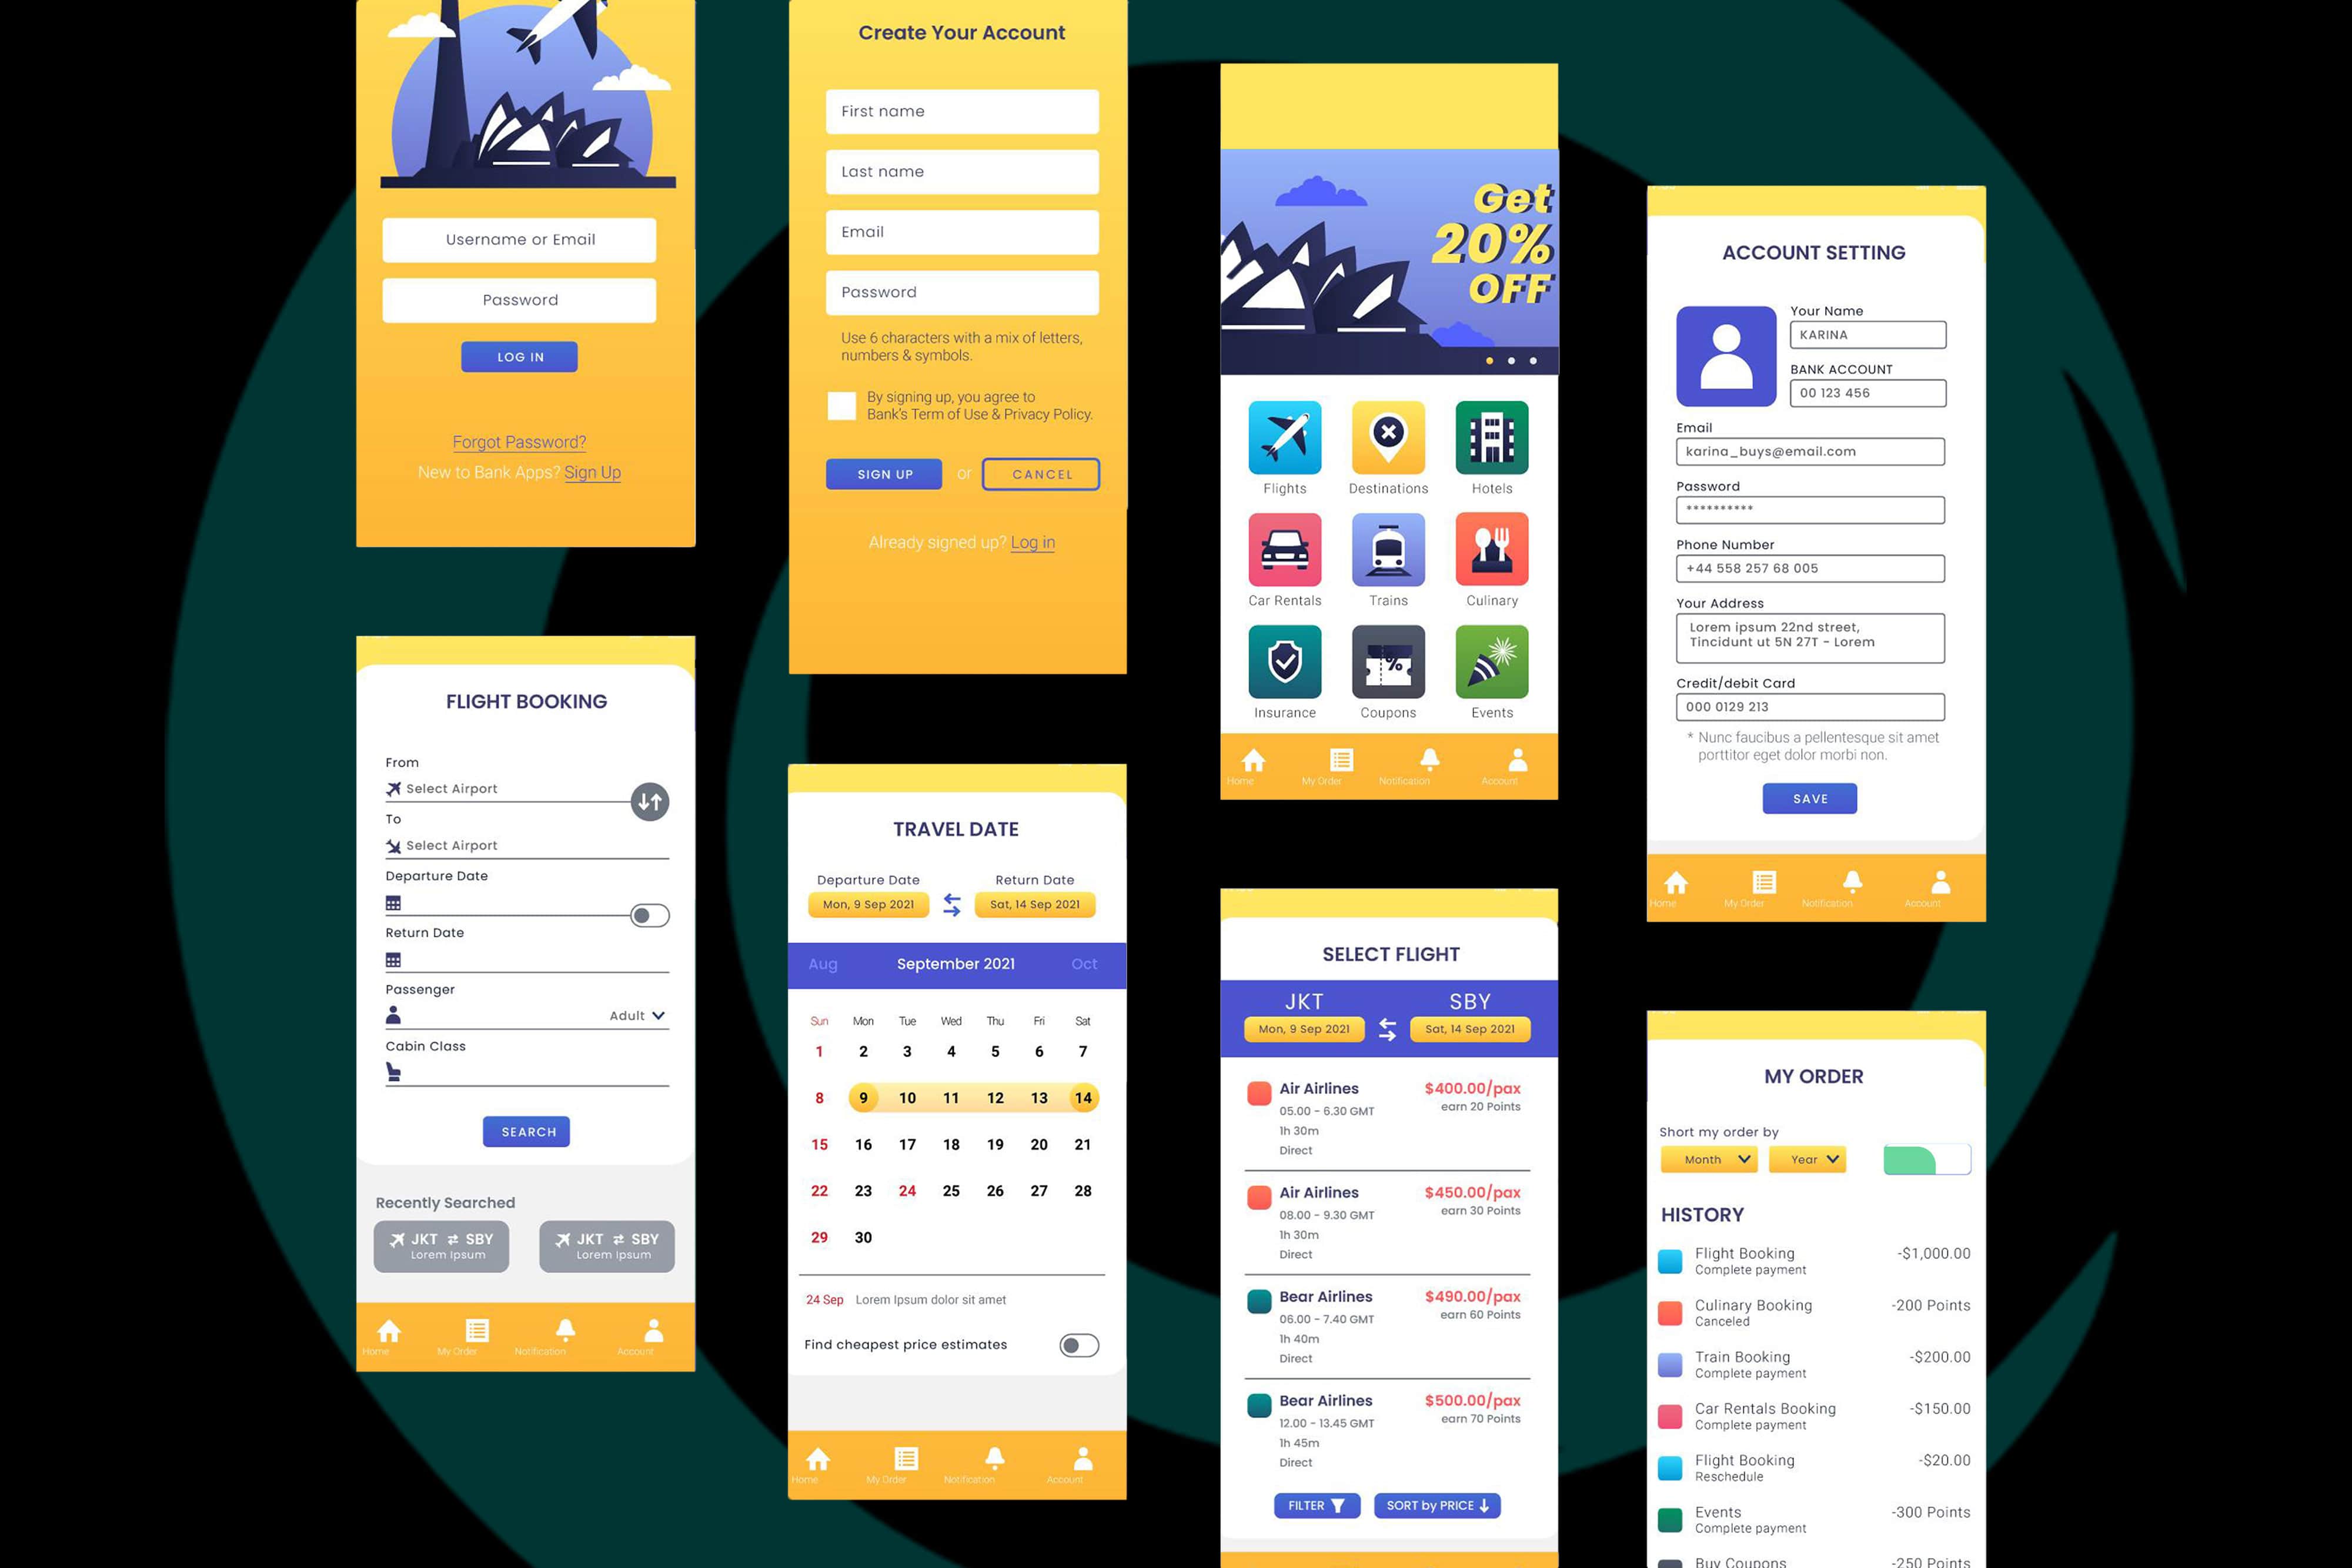 Username or Email
Password
LOG IN
Forgot Password?
New to Bank Apps? Sign Up
Create Your Account
First name
Last name
Email
Password
Use 6 characters with a mix of letters,
numbers & symbols.
By signing up, you agree to
Bank's Term of Use & Privacy Policy.
SIGN UP or CANCEL
Already signed up? Log in
Get
20%
OFF
Flights Destinations Hotels
Car Rentals Trains Culinary
Insurance Coupons Events
Home My Order Notification Account
ACCOUNT SETTING
Your Name
KARINA
BANK ACCOUNT
00 123 456
Email
karina_buys@email.com
Password
**********
Phone Number
+44 558 257 68 005
Your Address
Lorem ipsum 22nd street,
Tincidunt ut 5N 27T - Lorem
Credit/debit Card
000 0129 213
* Nunc faucibus a pellentesque sit amet
porttitor eget dolor morbi non.
SAVE
Home My Order Notification Account
FLIGHT BOOKING
From
Select Airport
To
Select Airport
Departure Date
Return Date
Passenger
Adult
Cabin Class
SEARCH
Recently Searched
JKT ⇄ SBY JKT ⇄ SBY
Lorem Ipsum Lorem Ipsum
Home My Order Notification Account
TRAVEL DATE
Departure Date Return Date
Mon, 9 Sep 2021 Sat, 14 Sep 2021
Aug September 2021 Oct
Sun Mon Tue Wed Thu Fri Sat
1 2 3 4 5 6 7
8 9 10 11 12 13 14
15 16 17 18 19 20 21
22 23 24 25 26 27 28
29 30
24 Sep Lorem Ipsum dolor sit amet
Find cheapest price estimates
Home My Order Notification Account
SELECT FLIGHT
JKT SBY
Mon, 9 Sep 2021 Sat, 14 Sep 2021
Air Airlines $400.00/pax
05.00 - 6.30 GMT earn 20 Points
1h 30m
Direct
Air Airlines $450.00/pax
08.00 - 9.30 GMT earn 30 Points
1h 30m
Direct
Bear Airlines $490.00/pax
06.00 - 7.40 GMT earn 60 Points
1h 40m
Direct
Bear Airlines $500.00/pax
12.00 - 13.45 GMT earn 70 Points
1h 45m
Direct
FILTER SORT by PRICE
MY ORDER
Short my order by
Month Year
HISTORY
Flight Booking -$1,000.00
Complete payment
Culinary Booking -200 Points
Canceled
Train Booking -$200.00
Complete payment
Car Rentals Booking -$150.00
Complete payment
Flight Booking -$20.00
Reschedule
Events -300 Points
Complete payment
Buy Coupons -250 Points